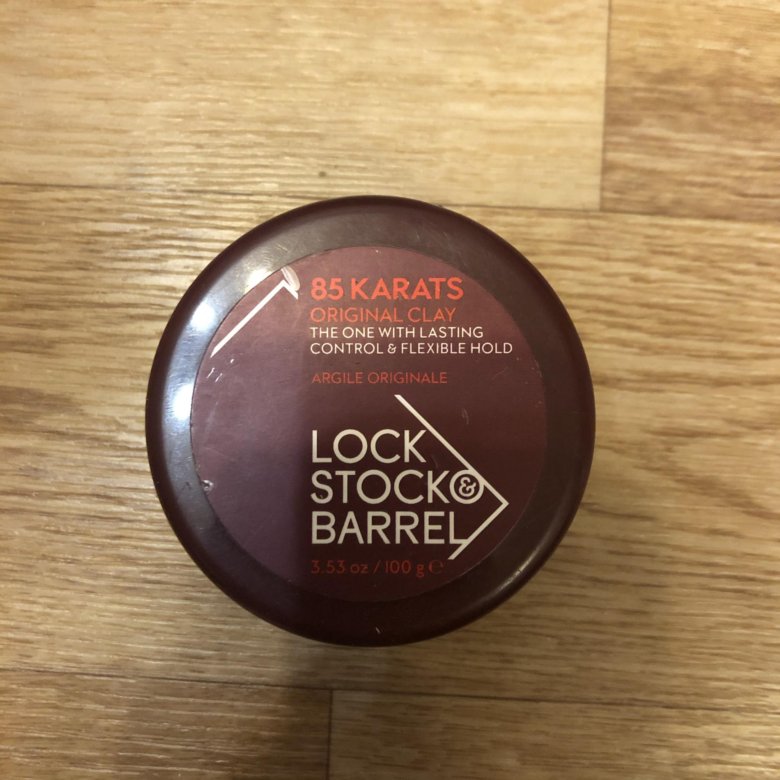 85 KARATS
ORIGINAL CLAY
THE ONE WITH LASTING
CONTROL & FLEXIBLE HOLD
ARGILE ORIGINALE
LOCK
STOCK &
BARREL
3.53 oz / 100 g ℮